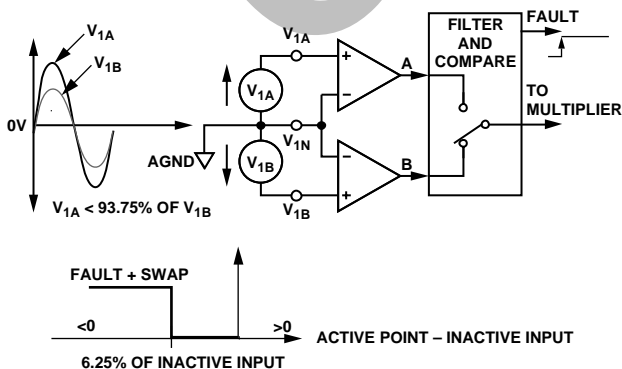 V1A
V1B
0V
V1A < 93.75% OF V1B
AGND
V1A
V1A
V1N
V1B
V1B
+
–
–
+
A
B
FILTER
AND
COMPARE
FAULT
TO
MULTIPLIER
FAULT + SWAP
<0
>0
ACTIVE POINT – INACTIVE INPUT
6.25% OF INACTIVE INPUT